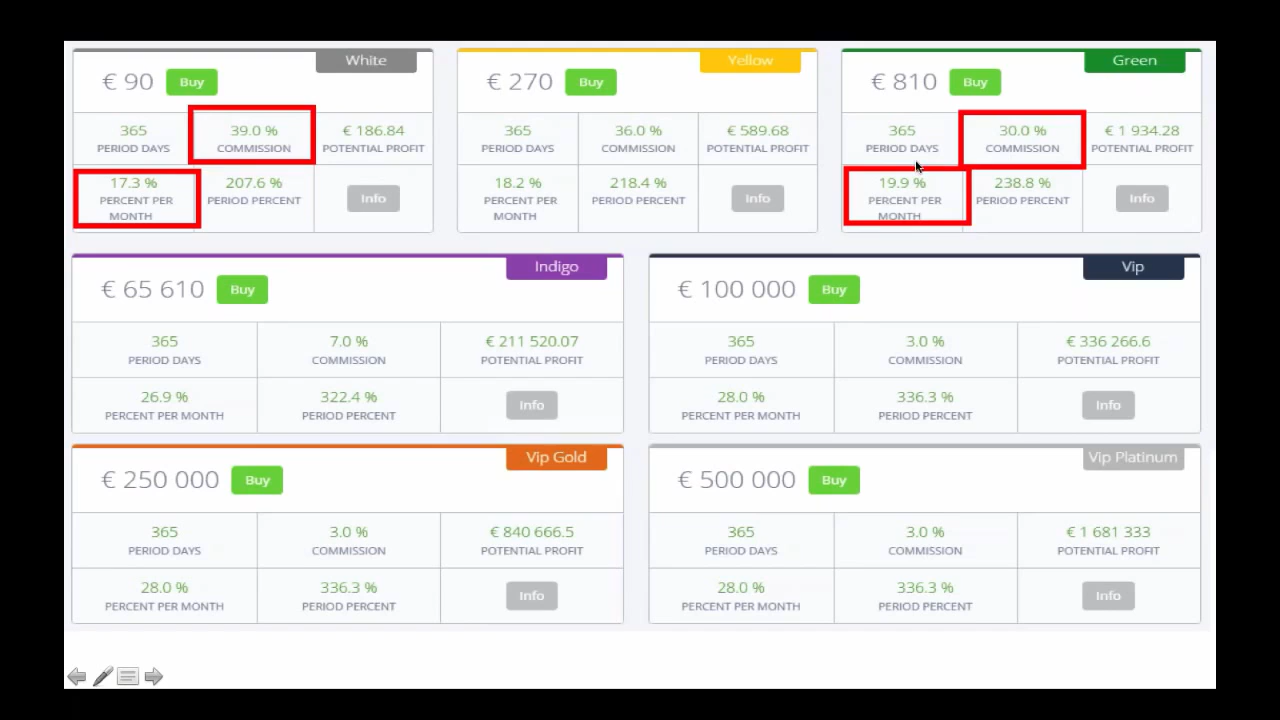 White
€ 90 Buy
365 39.0 % € 186.84
PERIOD DAYS COMMISSION POTENTIAL PROFIT
17.3 % 207.6 % Info
PERCENT PER PERIOD PERCENT
MONTH
Yellow
€ 270 Buy
365 36.0 % € 589.68
PERIOD DAYS COMMISSION POTENTIAL PROFIT
18.2 % 218.4 % Info
PERCENT PER PERIOD PERCENT
MONTH
Green
€ 810 Buy
365 30.0 % € 1 934.28
PERIOD DAYS COMMISSION POTENTIAL PROFIT
19.9 % 238.8 % Info
PERCENT PER PERIOD PERCENT
MONTH
Indigo
€ 65 610 Buy
365 7.0 % € 211 520.07
PERIOD DAYS COMMISSION POTENTIAL PROFIT
26.9 % 322.4 % Info
PERCENT PER MONTH PERIOD PERCENT
Vip
€ 100 000 Buy
365 3.0 % € 336 266.6
PERIOD DAYS COMMISSION POTENTIAL PROFIT
28.0 % 336.3 % Info
PERCENT PER MONTH PERIOD PERCENT
Vip Gold
€ 250 000 Buy
365 3.0 % € 840 666.5
PERIOD DAYS COMMISSION POTENTIAL PROFIT
28.0 % 336.3 % Info
PERCENT PER MONTH PERIOD PERCENT
Vip Platinum
€ 500 000 Buy
365 3.0 % € 1 681 333
PERIOD DAYS COMMISSION POTENTIAL PROFIT
28.0 % 336.3 % Info
PERCENT PER MONTH PERIOD PERCENT